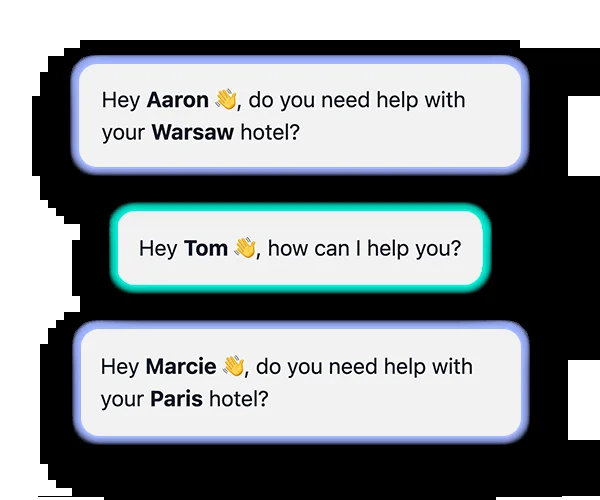 Hey Aaron 👋, do you need help with
your Warsaw hotel?
Hey Tom 👋, how can I help you?
Hey Marcie 👋, do you need help with
your Paris hotel?